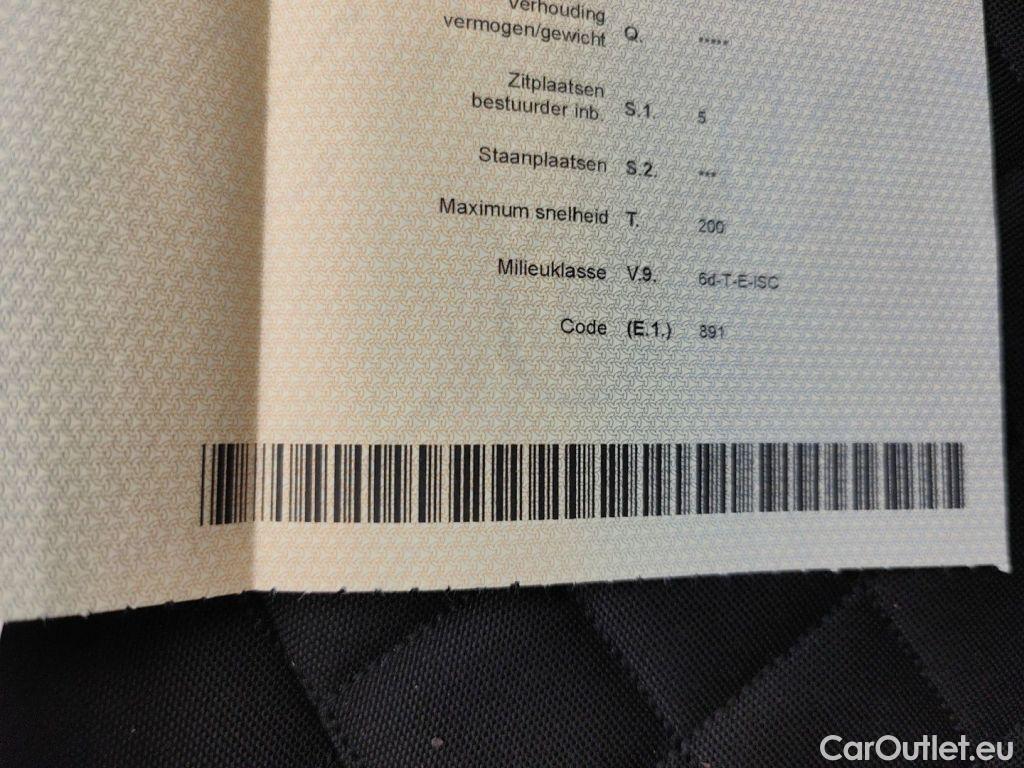 Verhouding
vermogen/gewicht Q. *****
Zitplaatsen
bestuurder inb. S.1. 5
Staanplaatsen S.2. ***
Maximum snelheid T. 200
Milieuklasse V.9. 6d-T-E-ISC
Code (E.1.) 891
CarOutlet.eu